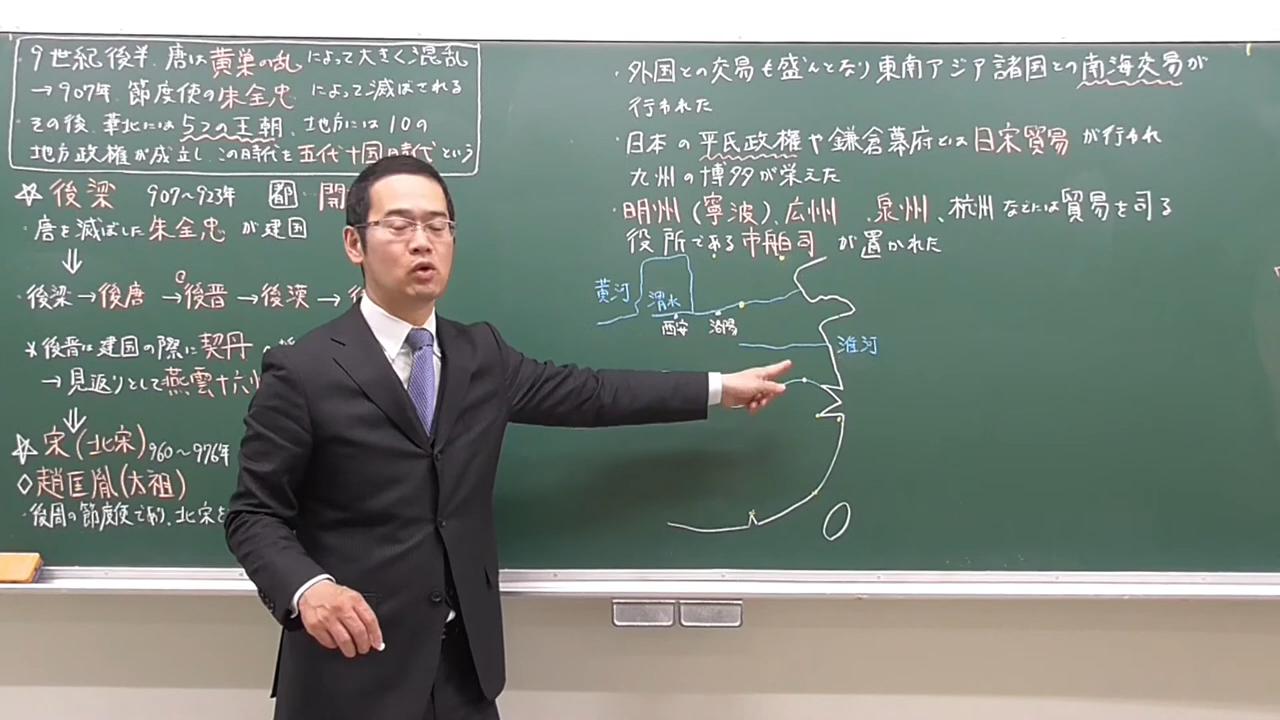 9世紀後半、唐は黄巣の乱によって大きく混乱
→907年 節度使の朱全忠 によって滅ぼされる
その後、華北には5つの王朝、地方には10の
地方政権が成立し、この時代を五代十国時代という
☆後梁 907～923年 都 開
・唐を滅ぼした朱全忠が建国
⇓
後梁→後唐→後晋→後漢→
*後晋は建国の際に契丹の
→見返りとして燕雲十六州
⇓
☆宋(北宋) 960～976年
◇趙匡胤(太祖)
・後周の節度使であり、北宋を
・外国との交易も盛んとなり東南アジア諸国との南海交易が
行われた
・日本の平氏政権や鎌倉幕府とは日宋貿易が行われ
九州の博多が栄えた
・明州(寧波)、広州、泉州、杭州などには貿易を司る
役所である市舶司が置かれた
黄河
渭水
西安 洛陽
淮河